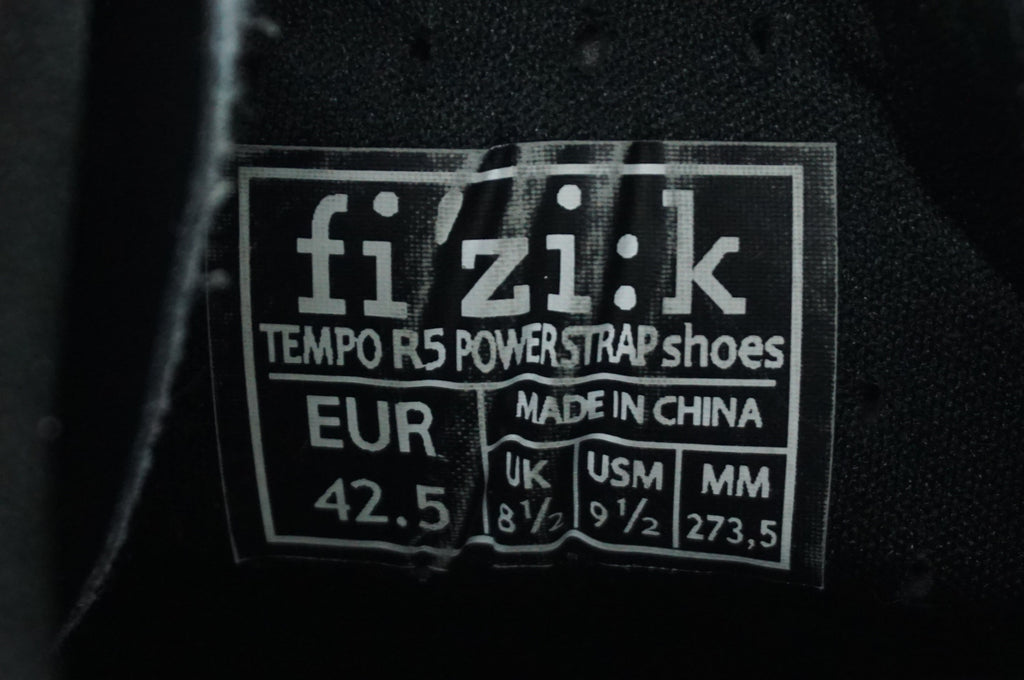 fi'zi:k
TEMPO R5 POWERSTRAP shoes
EUR
42.5
MADE IN CHINA
UK
8 1/2
USM
9 1/2
MM
273,5